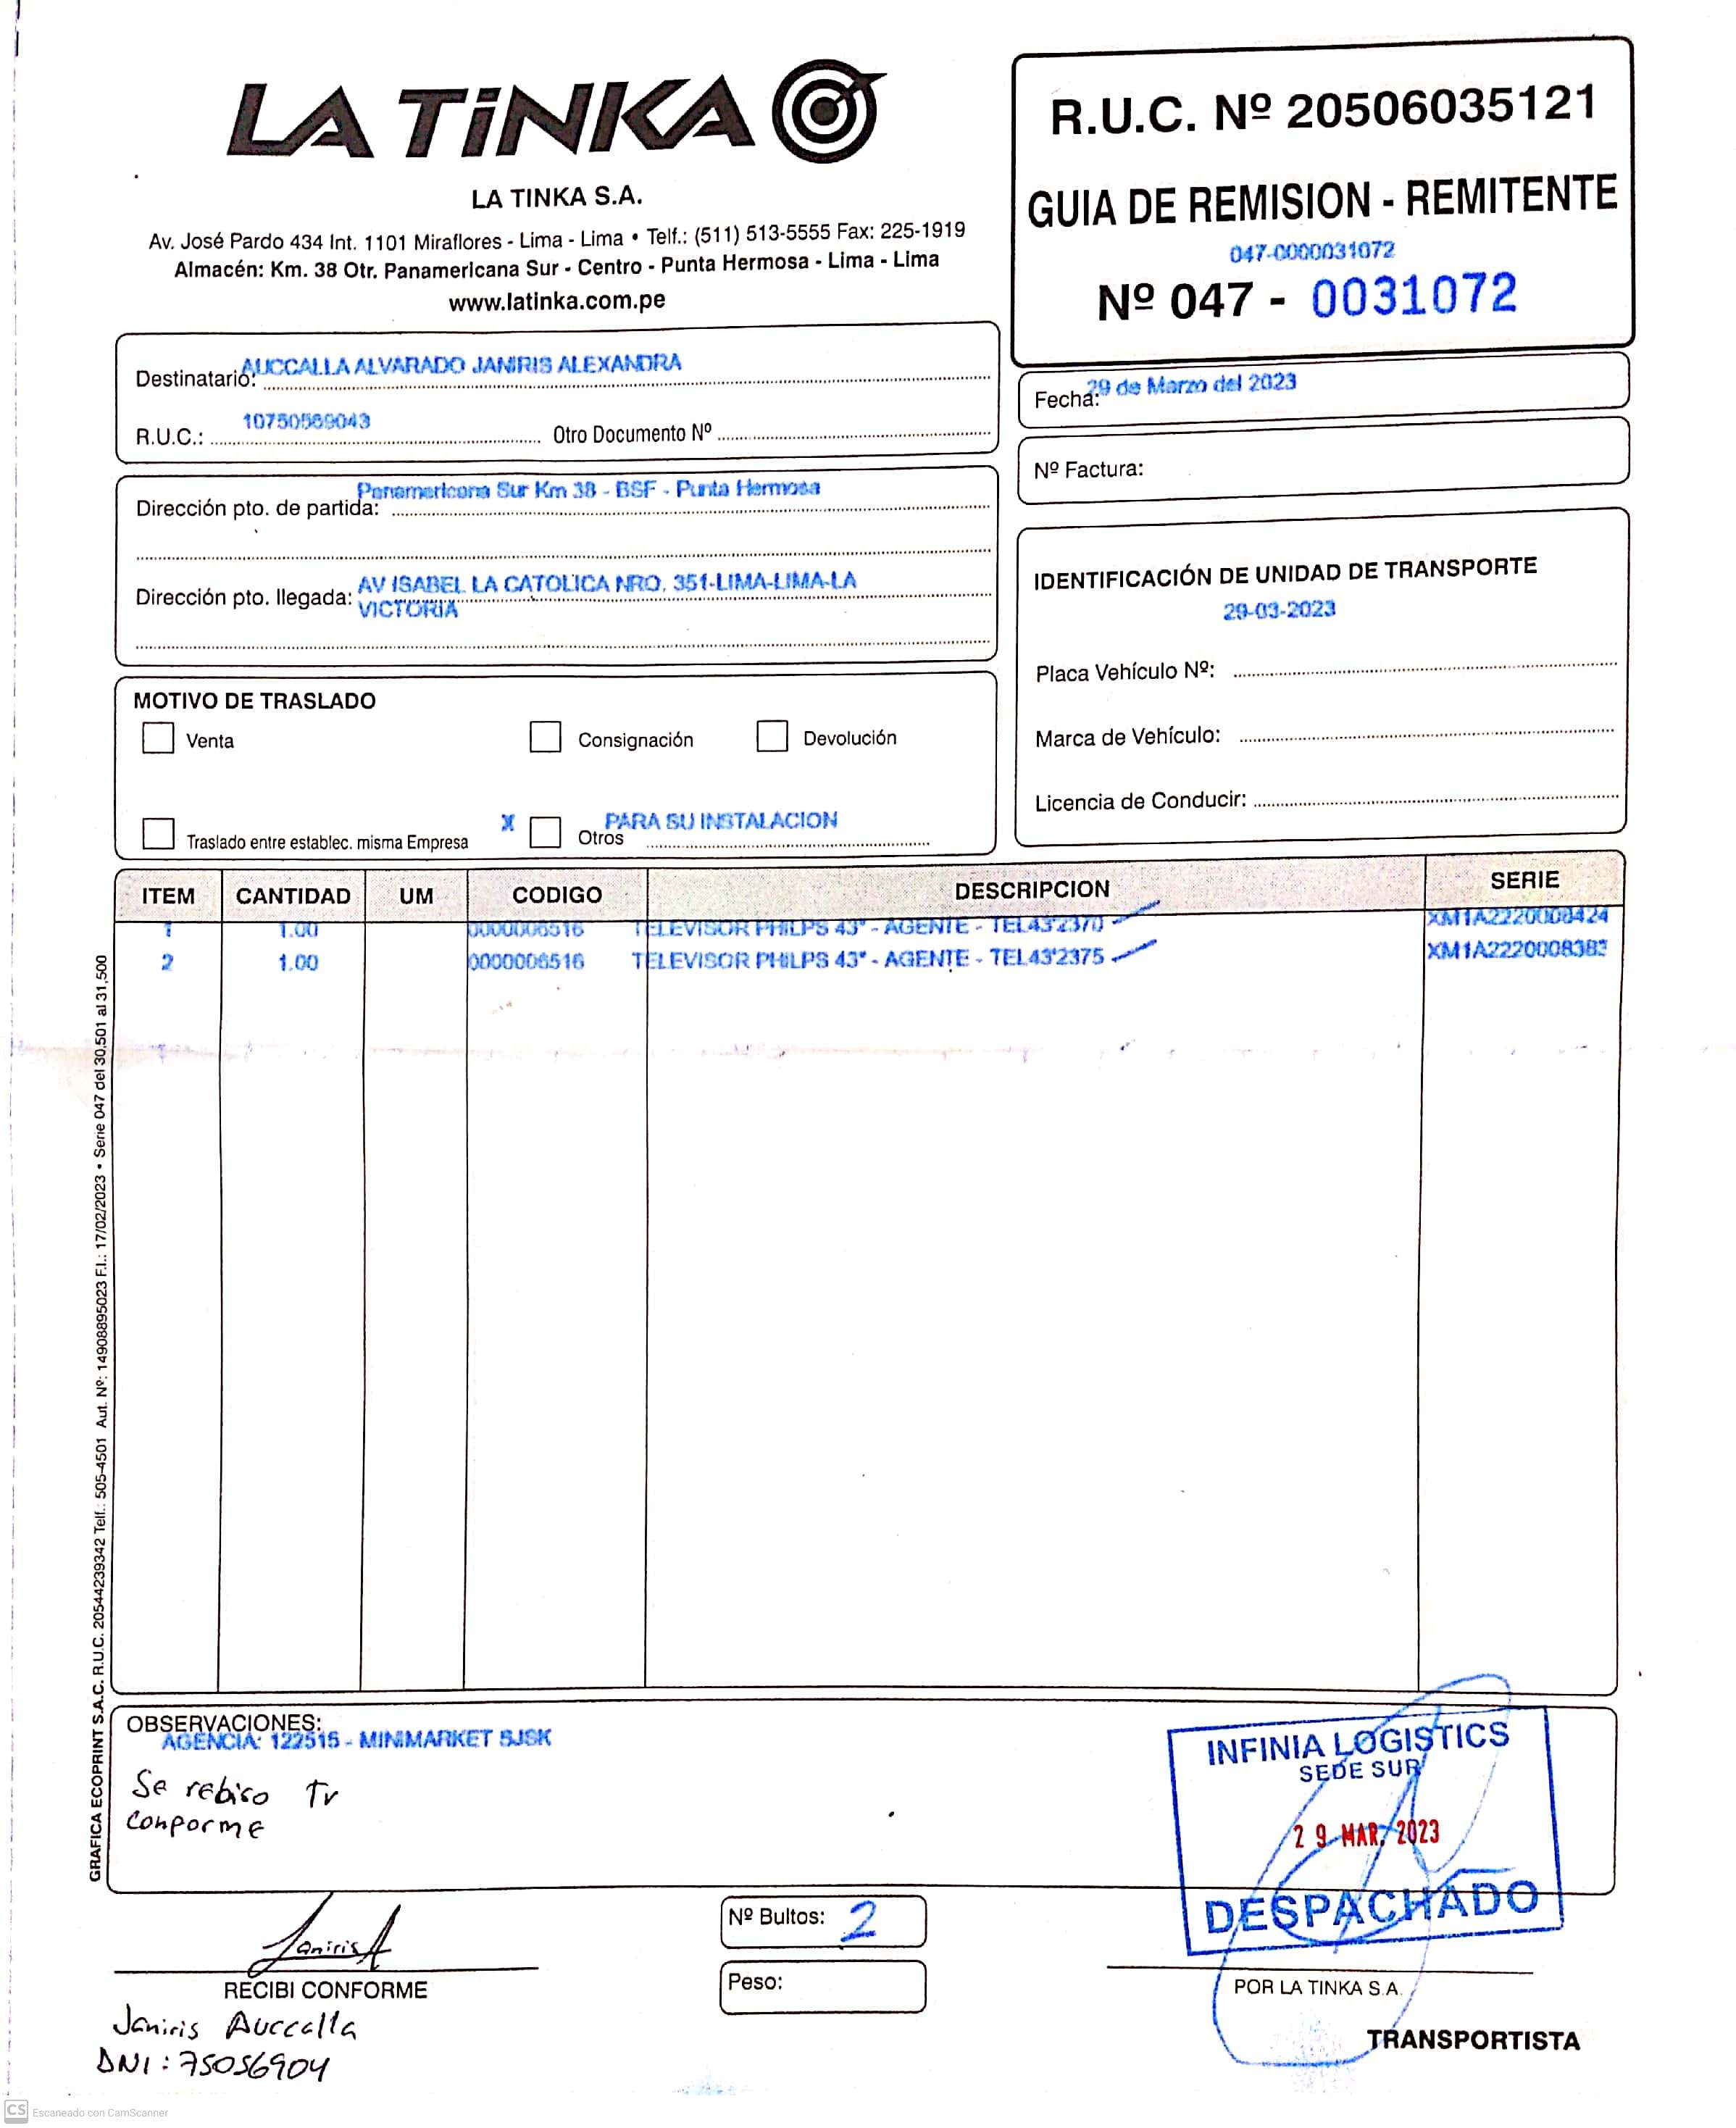 LA TiNKA
LA TINKA S.A.
Av. José Pardo 434 Int. 1101 Miraflores - Lima - Lima • Telf.: (511) 513-5555 Fax: 225-1919
Almacén: Km. 38 Otr. Panamericana Sur - Centro - Punta Hermosa - Lima - Lima
www.latinka.com.pe
R.U.C. Nº 20506035121
GUIA DE REMISION - REMITENTE
047-0000031072
Nº 047 - 0031072
Destinatario: AUCCALLA ALVARADO JANIRIS ALEXANDRA
R.U.C.: 10750569043 Otro Documento Nº
Fecha: 29 de Marzo del 2023
Nº Factura:
Dirección pto. de partida: Panamericana Sur Km 38 - BSF - Punta Hermosa
Dirección pto. llegada: AV ISABEL LA CATOLICA NRO. 351-LIMA-LIMA-LA
VICTORIA
IDENTIFICACIÓN DE UNIDAD DE TRANSPORTE
29-03-2023
Placa Vehículo Nº:
Marca de Vehículo:
Licencia de Conducir:
MOTIVO DE TRASLADO
Venta Consignación Devolución
Traslado entre establec. misma Empresa X Otros PARA SU INSTALACION
ITEM CANTIDAD UM CODIGO DESCRIPCION SERIE
1 1.00 0000006516 TELEVISOR PHILPS 43" - AGENTE - TEL43'2370 XM1A2220008424
2 1.00 0000006516 TELEVISOR PHILPS 43" - AGENTE - TEL43'2375 XM1A2220008383
GRAFICA ECOPRINT S.A.C. R.U.C. 20544239342 Telf.: 505-4501 Aut. Nº: 14908895023 F.I.: 17/02/2023 • Serie 047 del 30,501 al 31,500
OBSERVACIONES:
AGENCIA: 122515 - MINIMARKET SJSK
Se rebiso Tv
conporme
INFINIA LOGISTICS
SEDE SUR
29 MAR. 2023
DESPACHADO
Janiris A
RECIBI CONFORME
Janiris Auccalla
DNI: 75056904
Nº Bultos: 2
Peso:
POR LA TINKA S.A.
TRANSPORTISTA
CS Escaneado con CamScanner